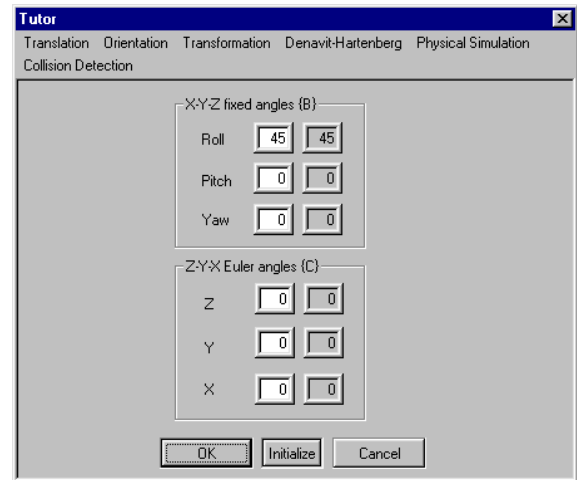 Tutor
Translation Orientation Transformation Denavit-Hartenberg Physical Simulation
Collision Detection
X-Y-Z fixed angles {B}
Roll 45 45
Pitch 0 0
Yaw 0 0
Z-Y-X Euler angles {C}
Z 0 0
Y 0 0
X 0 0
OK Initialize Cancel